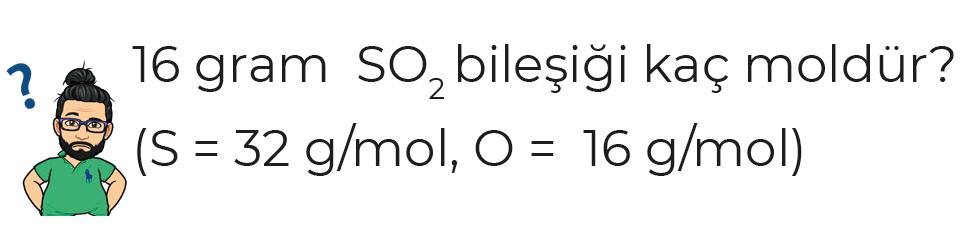 16 gram SO₂ bileşiği kaç moldür?
(S = 32 g/mol, O = 16 g/mol)